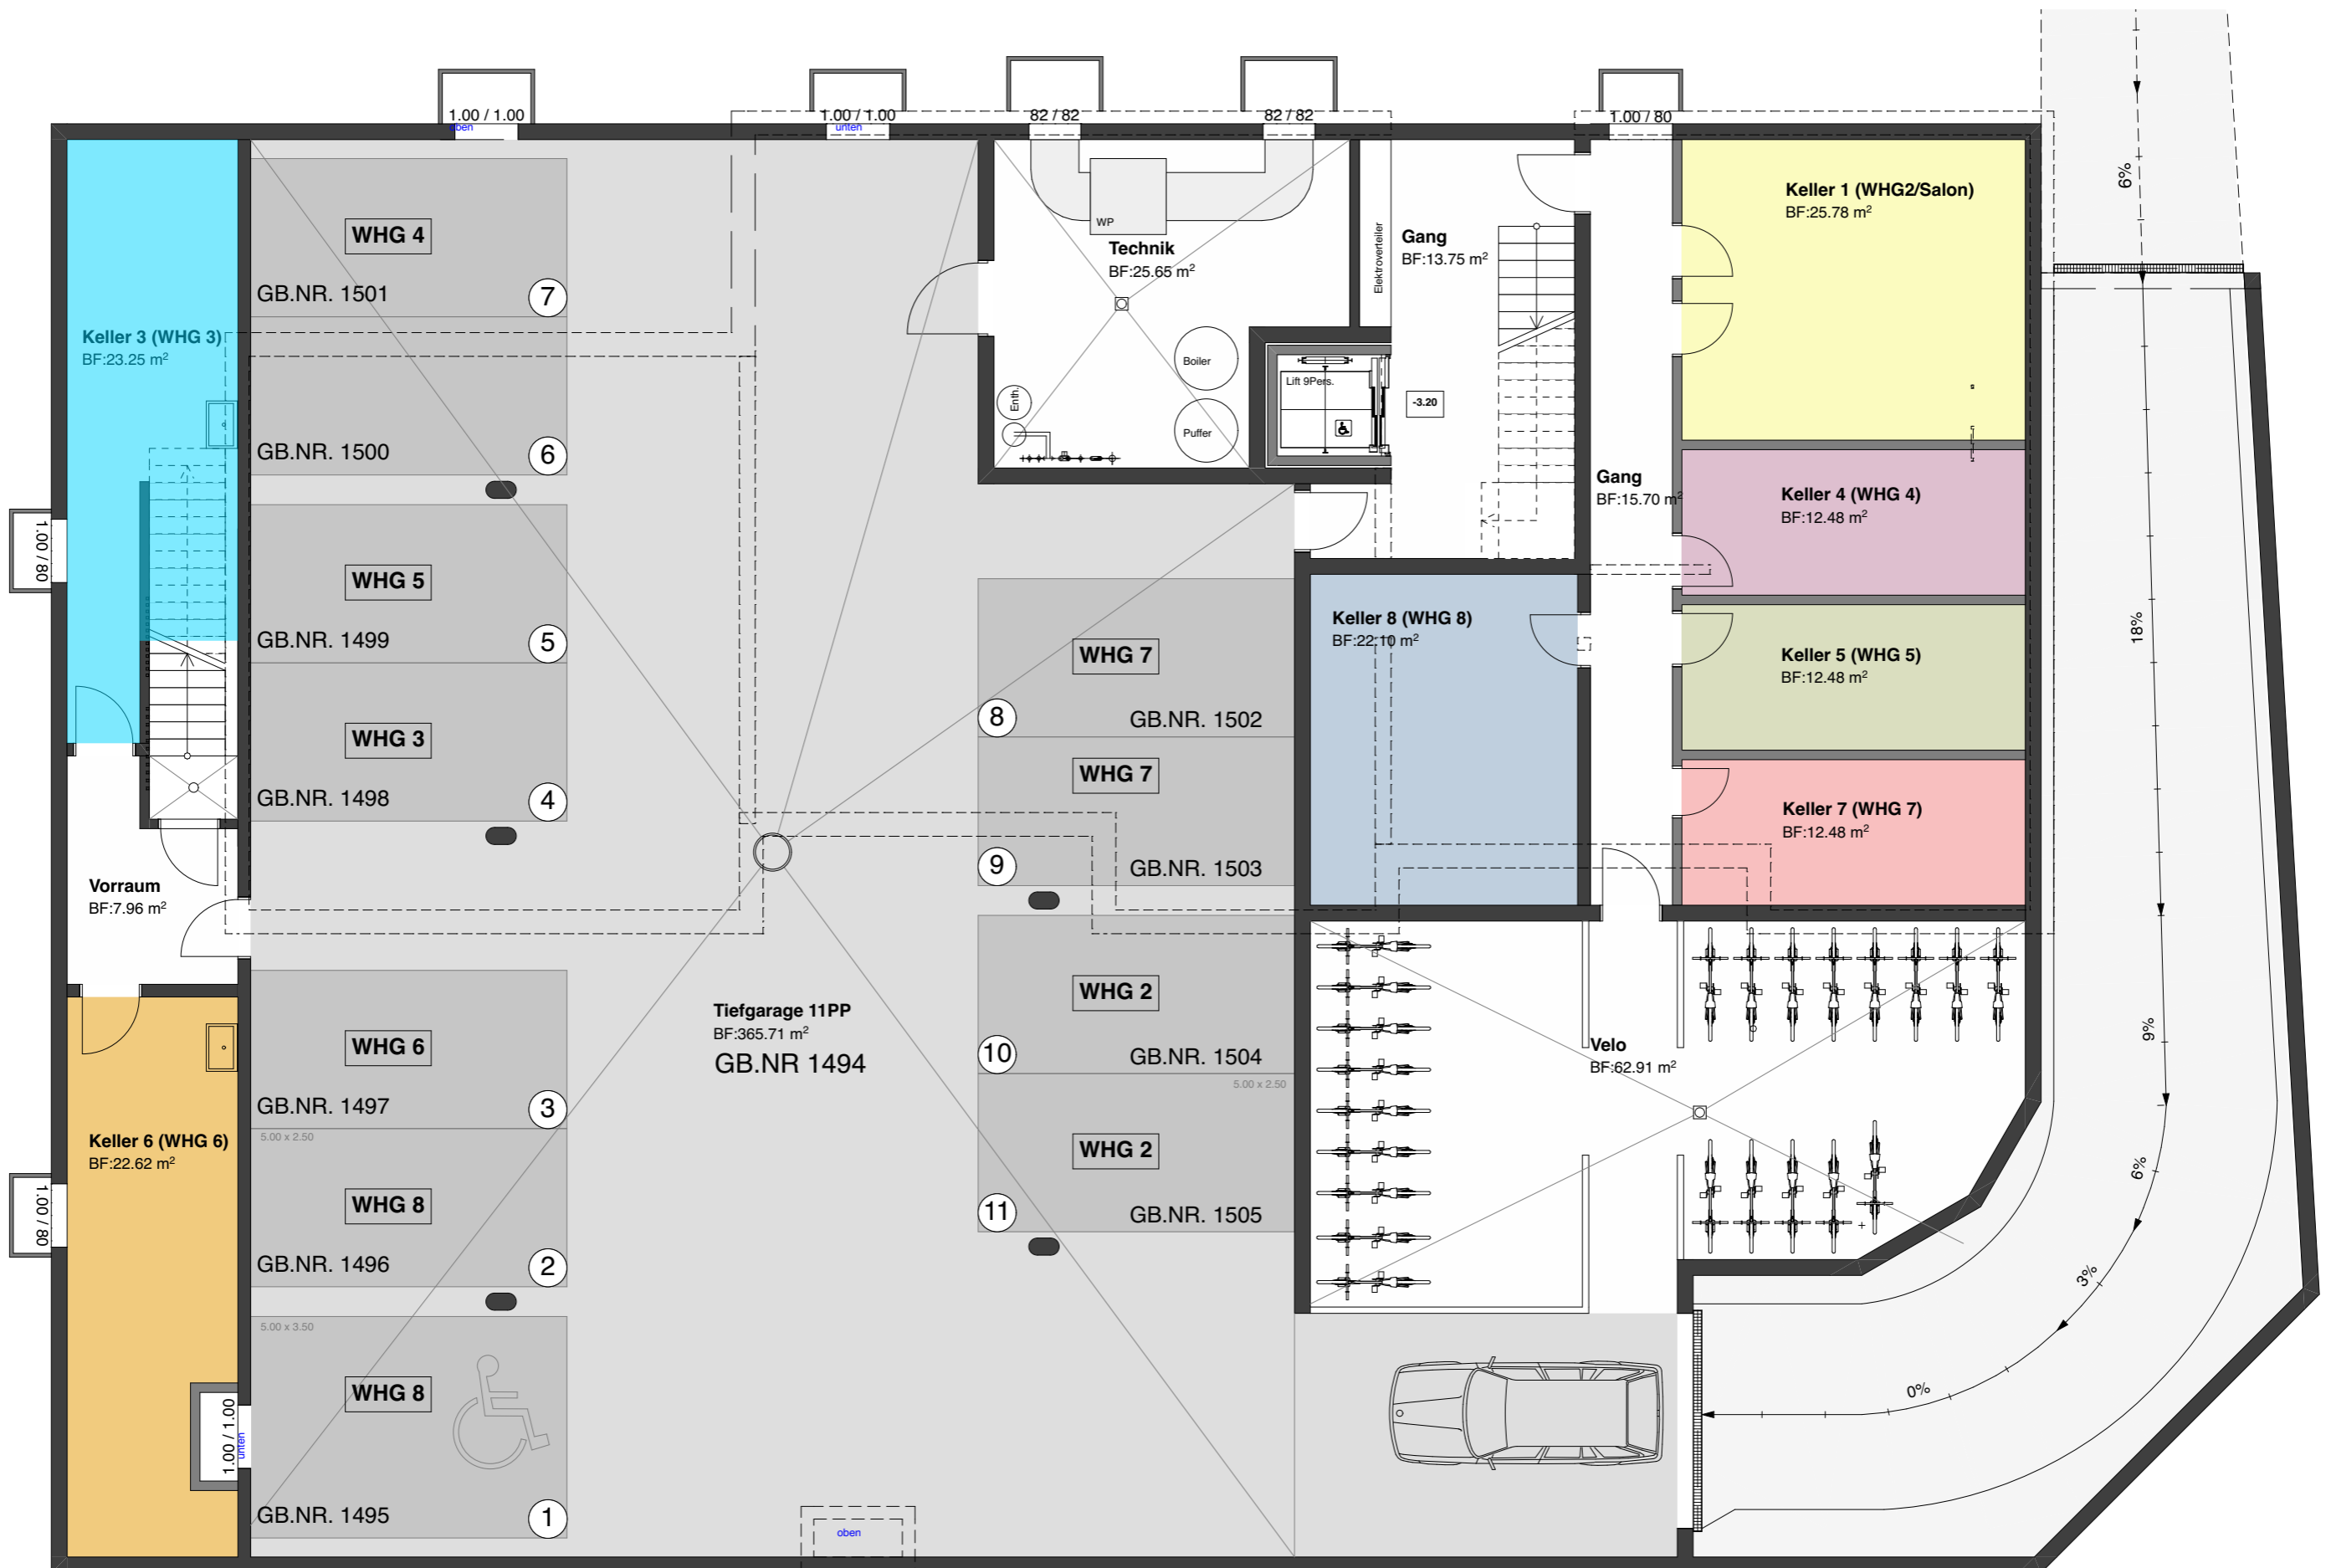 1.00 / 1.00
oben
1.00 / 1.00
unten
82 / 82
82 / 82
1.00 / 80
6%
Keller 3 (WHG 3)
BF:23.25 m²
1.00 / 80
Vorraum
BF:7.96 m²
Keller 6 (WHG 6)
BF:22.62 m²
1.00 / 80
1.00 / 1.00
unten
WHG 4
GB.NR. 1501
7
GB.NR. 1500
6
WHG 5
GB.NR. 1499
5
WHG 3
GB.NR. 1498
4
WHG 6
GB.NR. 1497
3
5.00 x 2.50
WHG 8
GB.NR. 1496
2
5.00 x 3.50
WHG 8
GB.NR. 1495
1
Tiefgarage 11PP
BF:365.71 m²
GB.NR 1494
oben
WP
Technik
BF:25.65 m²
Boiler
Puffer
Enth.
Elektroverteiler
Gang
BF:13.75 m²
Lift 9Pers.
-3.20
WHG 7
8
GB.NR. 1502
WHG 7
9
GB.NR. 1503
WHG 2
10
GB.NR. 1504
5.00 x 2.50
WHG 2
11
GB.NR. 1505
Gang
BF:15.70 m²
Keller 1 (WHG2/Salon)
BF:25.78 m²
Keller 4 (WHG 4)
BF:12.48 m²
Keller 5 (WHG 5)
BF:12.48 m²
Keller 7 (WHG 7)
BF:12.48 m²
Keller 8 (WHG 8)
BF:22.10 m²
Velo
BF:62.91 m²
18%
9%
6%
3%
0%